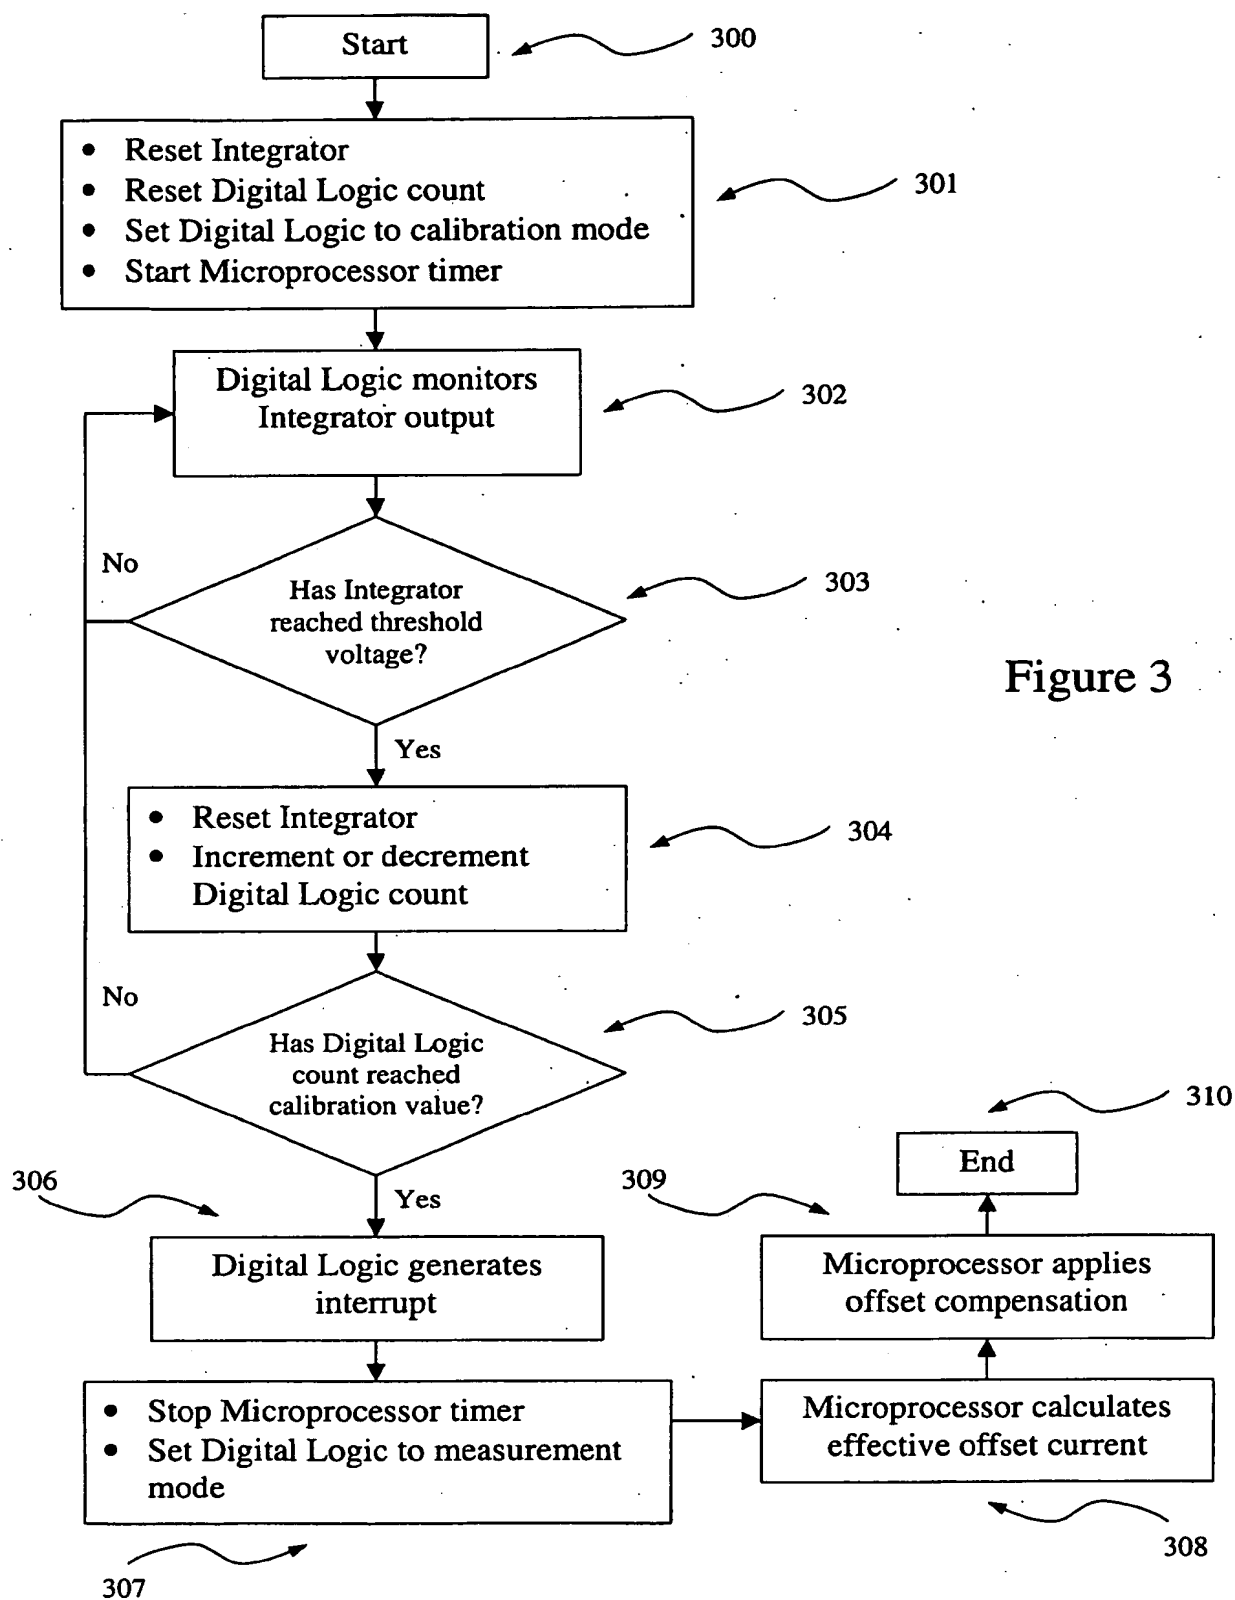 Start
300
• Reset Integrator
• Reset Digital Logic count
• Set Digital Logic to calibration mode
• Start Microprocessor timer
301
Digital Logic monitors
Integrator output
302
No
Has Integrator
reached threshold
voltage?
303
Figure 3
Yes
• Reset Integrator
• Increment or decrement
Digital Logic count
304
No
Has Digital Logic
count reached
calibration value?
305
Yes
306
Digital Logic generates
interrupt
• Stop Microprocessor timer
• Set Digital Logic to measurement
mode
307
Microprocessor calculates
effective offset current
308
309
Microprocessor applies
offset compensation
End
310